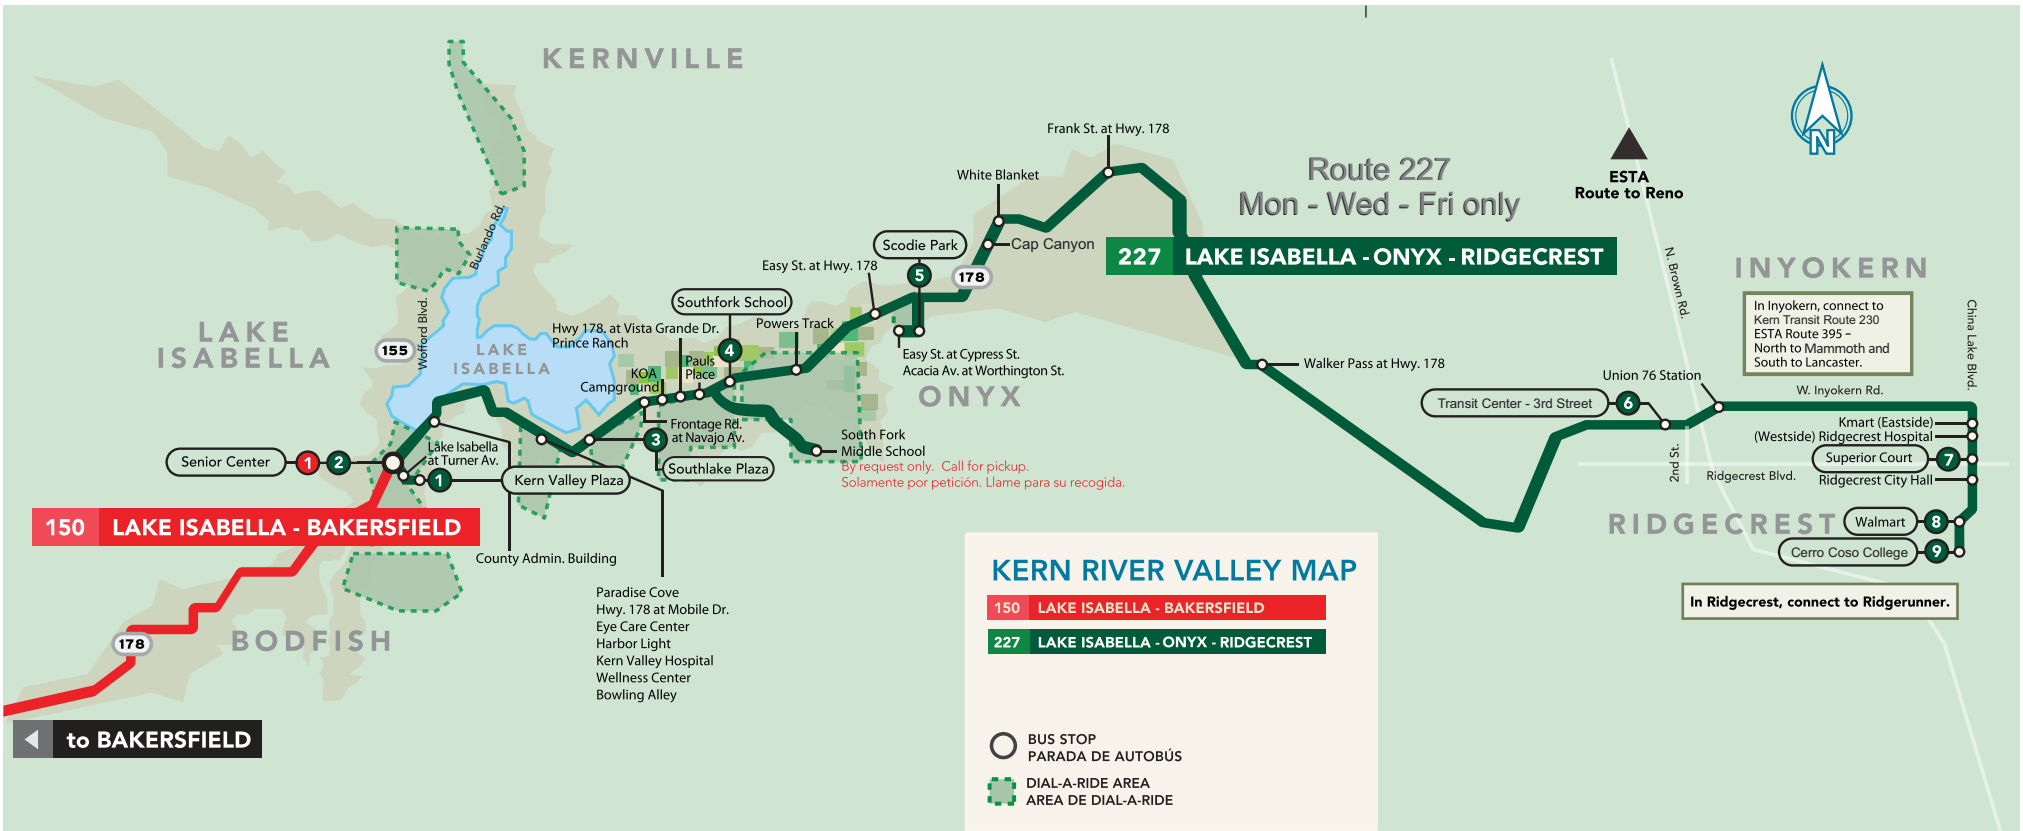 KERNVILLE
Frank St. at Hwy. 178
Route 227
Mon - Wed - Fri only
N
ESTA
Route to Reno
White Blanket
Burlando Rd.
Scodie Park
5
Cap Canyon
227 LAKE ISABELLA - ONYX - RIDGECREST
N. Brown Rd.
INYOKERN
Easy St. at Hwy. 178
178
In Inyokern, connect to
Kern Transit Route 230
ESTA Route 395 –
North to Mammoth and
South to Lancaster.
China Lake Blvd.
Southfork School
LAKE
ISABELLA
Wofford Blvd.
155
LAKE
ISABELLA
Hwy 178. at Vista Grande Dr.
Prince Ranch
Powers Track
4
Pauls
Place
KOA
Campground
Easy St. at Cypress St.
Acacia Av. at Worthington St.
ONYX
Walker Pass at Hwy. 178
Union 76 Station
W. Inyokern Rd.
Transit Center - 3rd Street
6
Frontage Rd.
at Navajo Av.
3
Southlake Plaza
South Fork
Middle School
By request only. Call for pickup.
Solamente por petición. Llame para su recogida.
Kmart (Eastside)
(Westside) Ridgecrest Hospital
Superior Court
7
Ridgecrest City Hall
2nd St.
Ridgecrest Blvd.
Senior Center
1
2
Lake Isabella
at Turner Av.
1
Kern Valley Plaza
RIDGECREST
Walmart
8
Cerro Coso College
9
150 LAKE ISABELLA - BAKERSFIELD
County Admin. Building
Paradise Cove
Hwy. 178 at Mobile Dr.
Eye Care Center
Harbor Light
Kern Valley Hospital
Wellness Center
Bowling Alley
In Ridgecrest, connect to Ridgerunner.
BODFISH
178
to BAKERSFIELD
KERN RIVER VALLEY MAP
150 LAKE ISABELLA - BAKERSFIELD
227 LAKE ISABELLA - ONYX - RIDGECREST
BUS STOP
PARADA DE AUTOBÚS
DIAL-A-RIDE AREA
AREA DE DIAL-A-RIDE